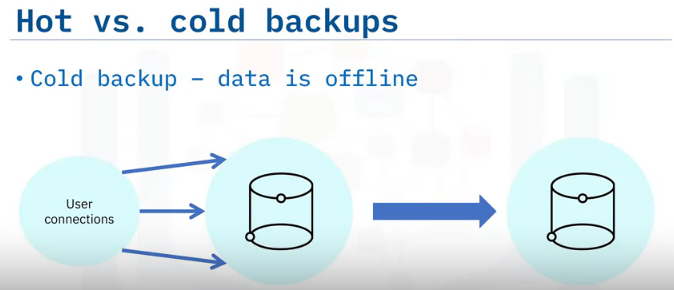 Hot vs. cold backups
• Cold backup – data is offline
User
connections